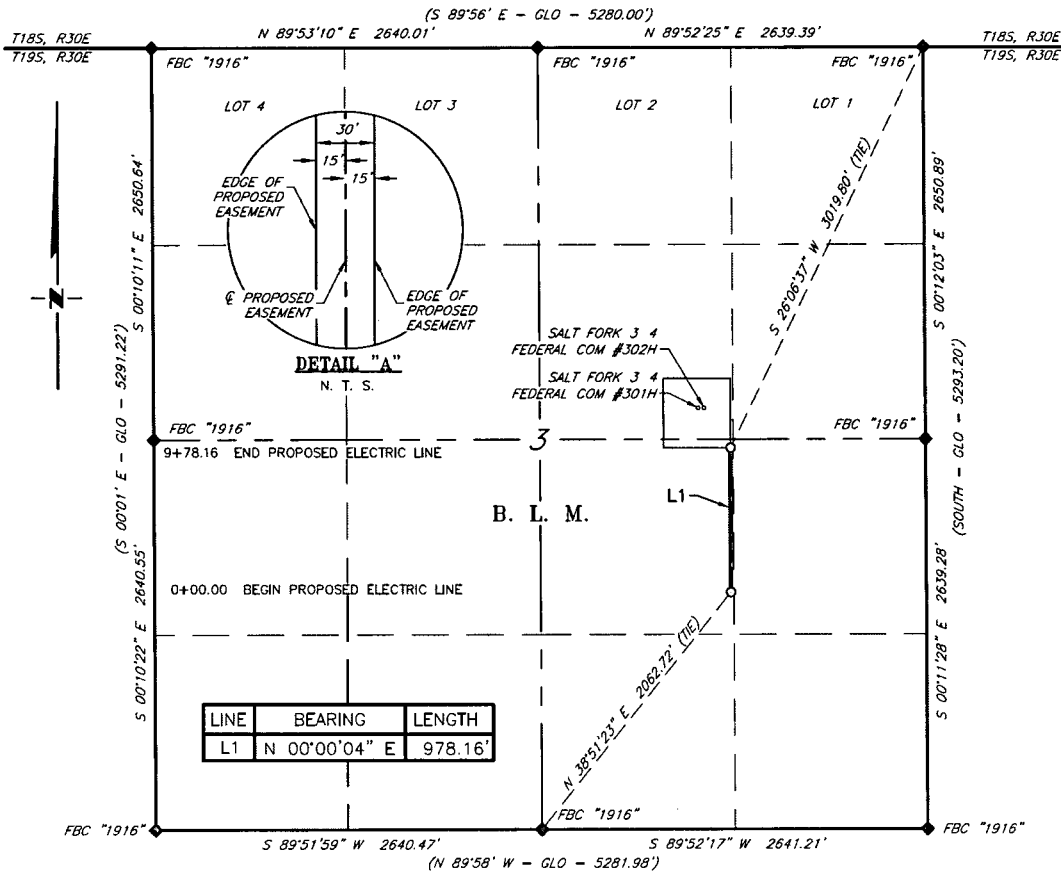 (S 89°56' E - GLO - 5280.00')
N 89°53'10" E 2640.01'
N 89°52'25" E 2639.39'
T18S, R30E
T19S, R30E
T18S, R30E
T19S, R30E
FBC "1916"
FBC "1916"
FBC "1916"
LOT 4
LOT 3
LOT 2
LOT 1
30'
15'
15'
EDGE OF
PROPOSED
EASEMENT
℄ PROPOSED
EASEMENT
EDGE OF
PROPOSED
EASEMENT
DETAIL "A"
N. T. S.
N
S 00°10'11" E 2650.64'
(S 00°01' E - GLO - 5291.22')
S 00°10'22" E 2640.55'
S 26°06'37" W 3019.80' (TIE)
S 00°12'03" E 2650.89'
(SOUTH - GLO - 5293.20')
S 00°11'28" E 2639.28'
SALT FORK 3 4
FEDERAL COM #302H
SALT FORK 3 4
FEDERAL COM #301H
FBC "1916"
FBC "1916"
3
9+78.16 END PROPOSED ELECTRIC LINE
L1
B. L. M.
0+00.00 BEGIN PROPOSED ELECTRIC LINE
N 38°51'23" E 2062.72' (TIE)
LINE BEARING LENGTH
L1 N 00°00'04" E 978.16'
FBC "1916"
FBC "1916"
FBC "1916"
S 89°51'59" W 2640.47'
S 89°52'17" W 2641.21'
(N 89°58' W - GLO - 5281.98')